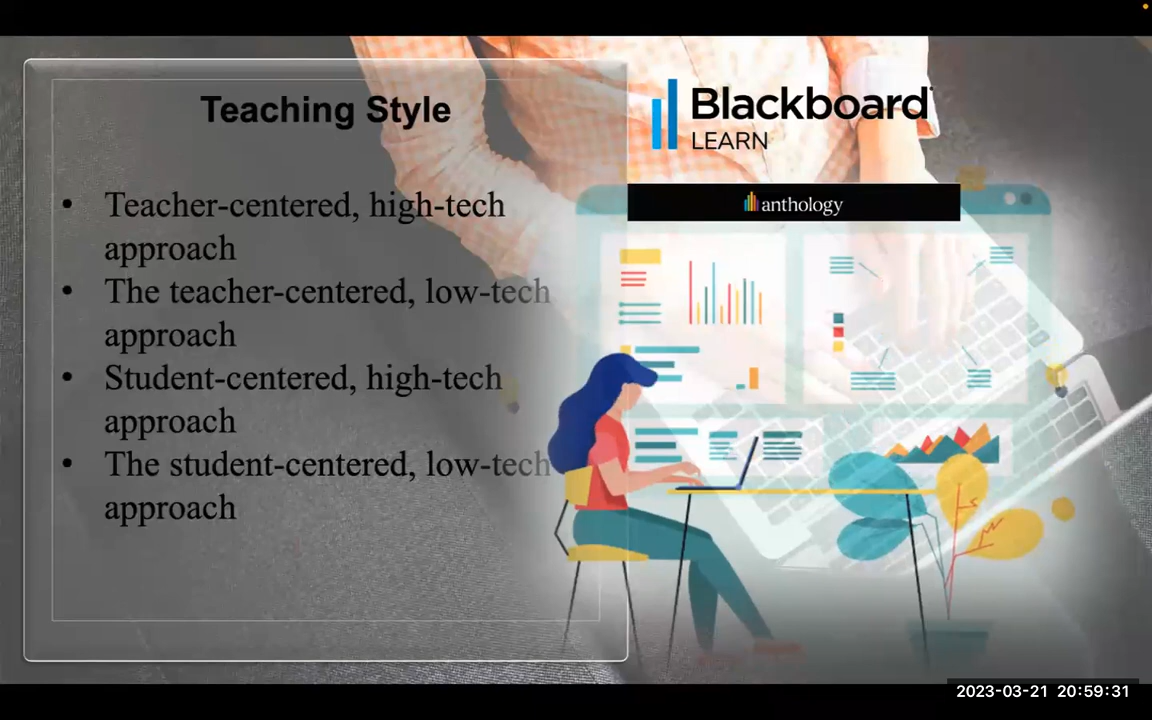 Teaching Style
• Teacher-centered, high-tech
approach
• The teacher-centered, low-tech
approach
• Student-centered, high-tech
approach
• The student-centered, low-tech
approach
Blackboard
LEARN
anthology
2023-03-21 20:59:31